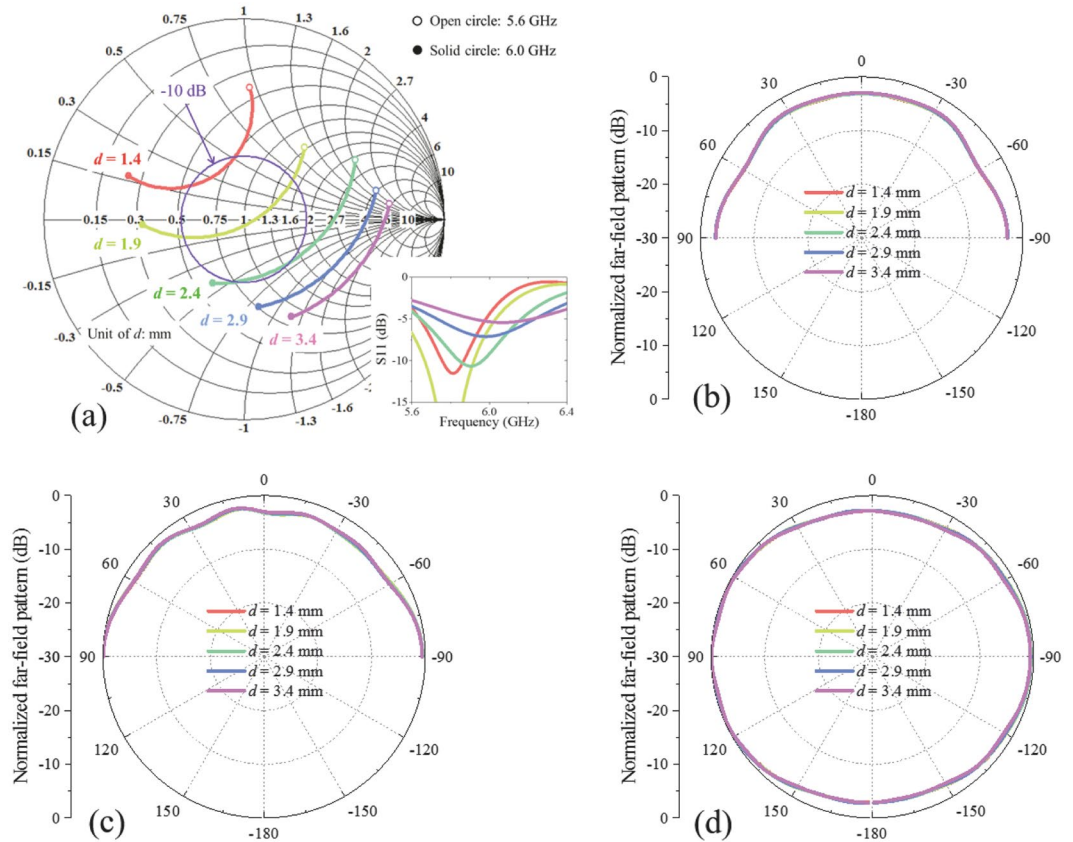 0.75
1
1.3
1.6
2
2.7
4
6
10
0.5
0.3
0.15
Open circle: 5.6 GHz
Solid circle: 6.0 GHz
-10 dB
d = 1.4
0.15 0.3 0.5 0.75 1 1.3 1.6 2 2.7 4 6 10
d = 1.9
-0.15
d = 2.4
d = 2.9
Unit of d: mm
d = 3.4
-0.3
-0.5
-0.75
-1
-1.3
-1.6
(a)
0
-5
-10
-15
S11 (dB)
5.6 6.0 6.4
Frequency (GHz)
Normalized far-field pattern (dB)
0
-10
-20
-30
-20
-10
0
0
30 -30
60 -60
90 -90
120 -120
150 -150
-180
d = 1.4 mm
d = 1.9 mm
d = 2.4 mm
d = 2.9 mm
d = 3.4 mm
(b)
Normalized far-field pattern (dB)
0
-10
-20
-30
-20
-10
0
0
30 -30
60 -60
90 -90
120 -120
150 -150
-180
d = 1.4 mm
d = 1.9 mm
d = 2.4 mm
d = 2.9 mm
d = 3.4 mm
(c)
Normalized far-field pattern (dB)
0
-10
-20
-30
-20
-10
0
0
30 -30
60 -60
90 -90
120 -120
150 -150
-180
d = 1.4 mm
d = 1.9 mm
d = 2.4 mm
d = 2.9 mm
d = 3.4 mm
(d)